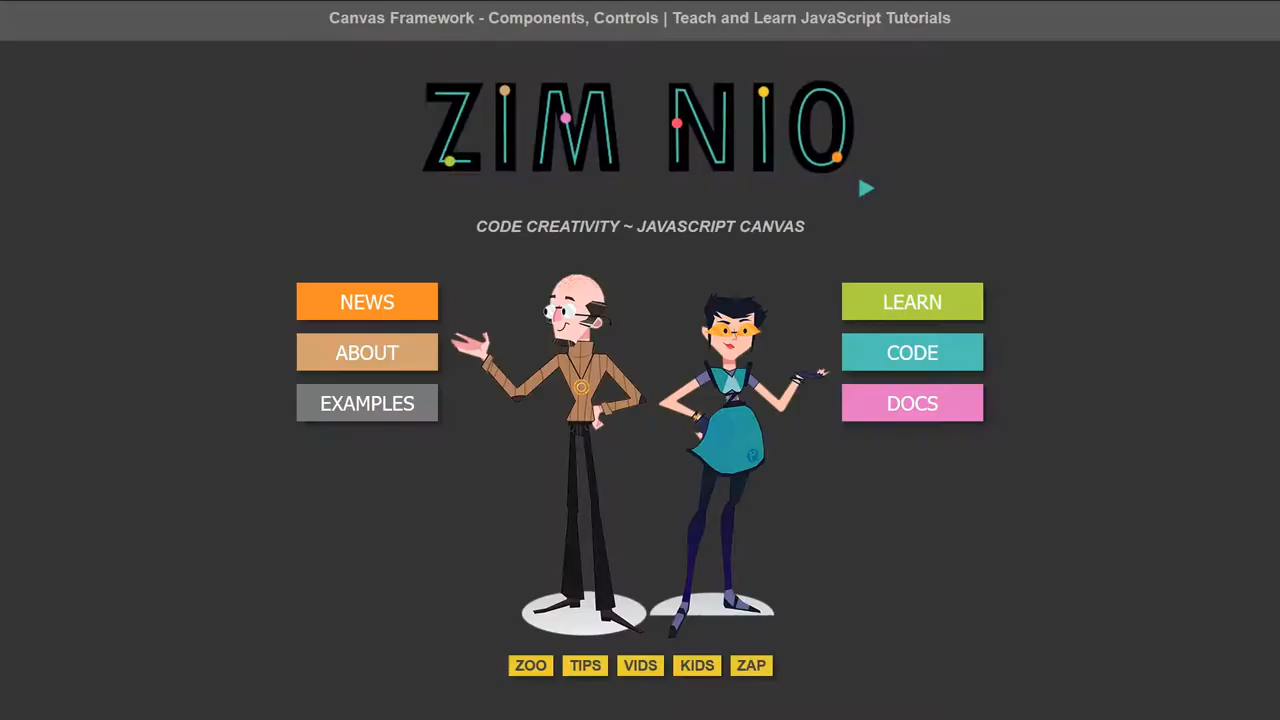 Canvas Framework - Components, Controls | Teach and Learn JavaScript Tutorials
ZIM NIO
CODE CREATIVITY ~ JAVASCRIPT CANVAS
NEWS
ABOUT
EXAMPLES
LEARN
CODE
DOCS
ZOO TIPS VIDS KIDS ZAP